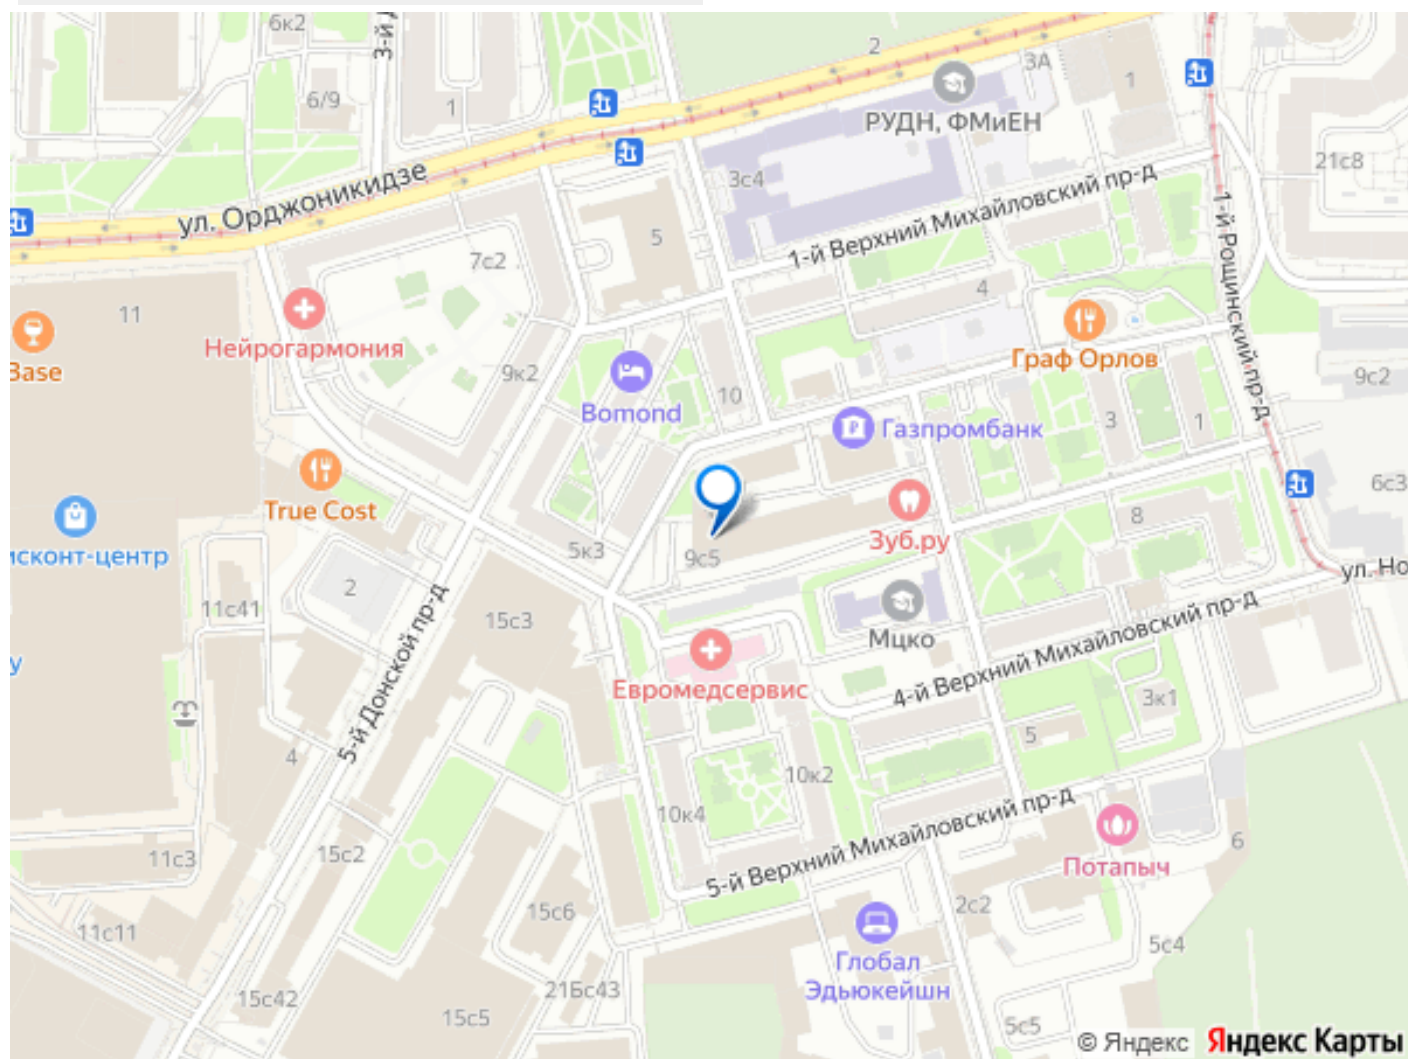 6к2
3-й
2
3А
1
6/9
1
РУДН, ФМиЕН
21с8
ул. Орджоникидзе
3с4
1-й Верхний Михайловский пр-д
1-й Рощинский пр-д
5
7с2
4
11
Нейрогармония
Граф Орлов
Base
9к2
Bomond
10
9с2
3
1
Газпромбанк
True Cost
6с3
8
исконт-центр
5к3
9с5
Зуб.ру
ул. Но
2
11с41
15с3
Мцко
4-й Верхний Михайловский пр-д
у
5-й Донской пр-д
Евромедсервис
3к1
5
4
10к2
10к4
5-й Верхний Михайловский пр-д
6
11с3
15с2
Потапыч
15с6
2с2
11с11
5с4
Глобал
Эдьюкейшн
15с42
21Бс43
15с5
5с5
© Яндекс Яндекс Карты